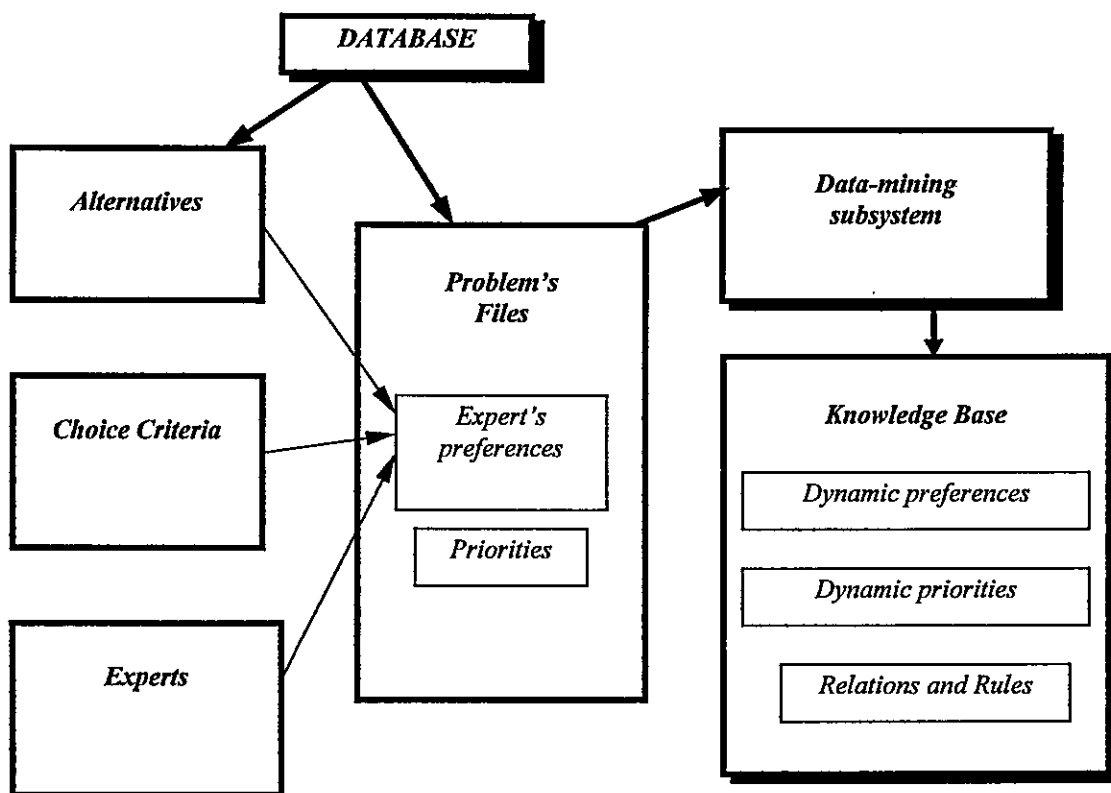 DATABASE
Alternatives
Data-mining
subsystem
Problem's
Files
Choice Criteria
Expert's
preferences
Knowledge Base
Dynamic preferences
Priorities
Dynamic priorities
Experts
Relations and Rules